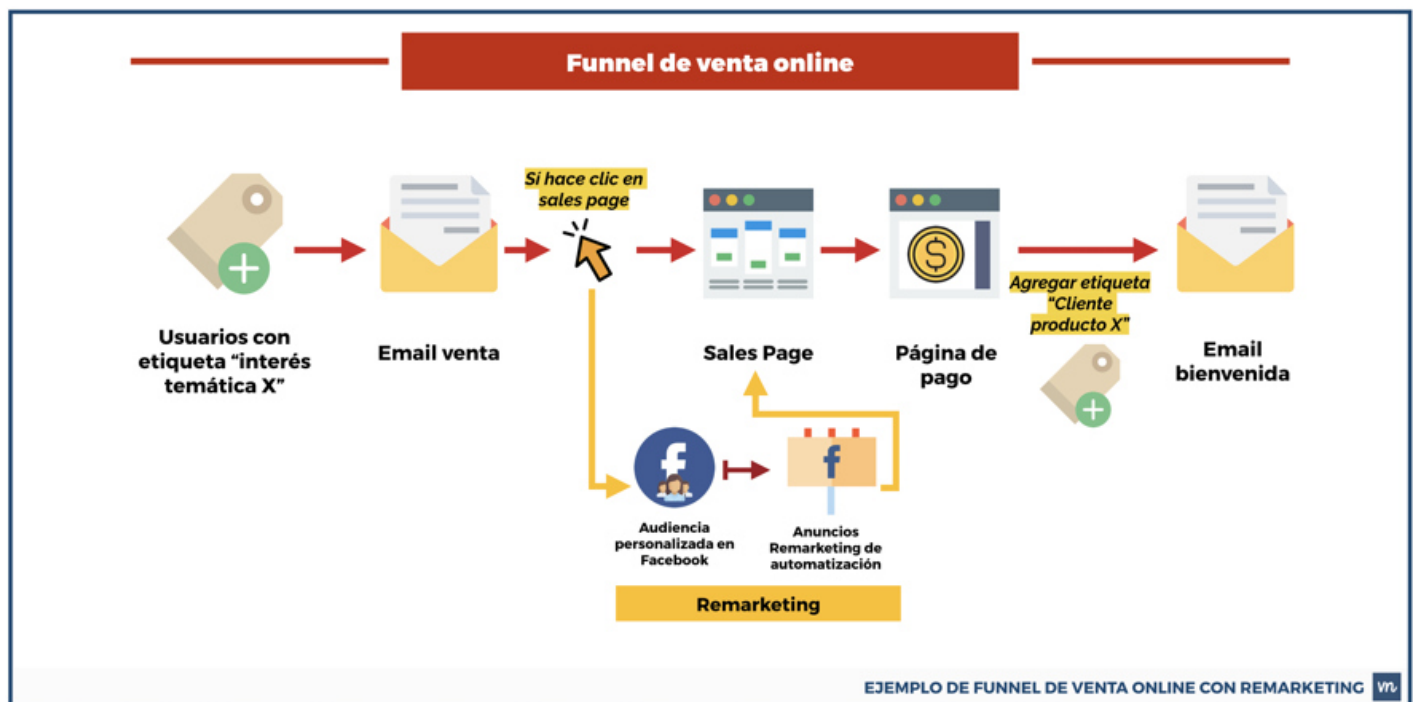 Funnel de venta online
Si hace clic en
sales page
Usuarios con
etiqueta “interés
temática X”
Email venta
Sales Page
Página de
pago
Agregar etiqueta
“Cliente
producto X”
Email
bienvenida
Audiencia
personalizada en
Facebook
Anuncios
Remarketing de
automatización
Remarketing
EJEMPLO DE FUNNEL DE VENTA ONLINE CON REMARKETING
vn